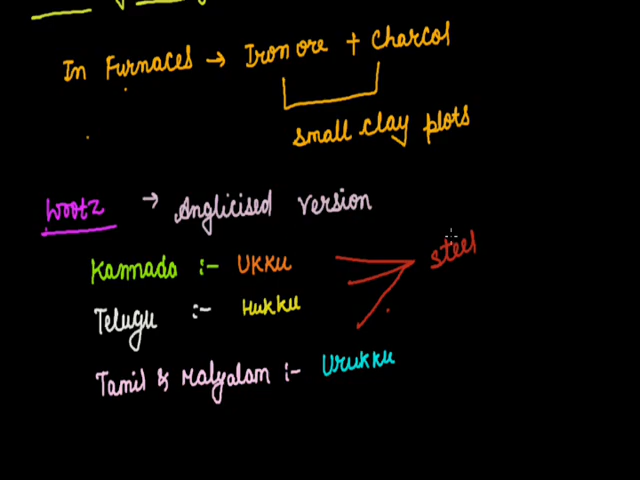 In Furnaces → Iron ore + Charcol
small clay plots
Wootz → Anglicised version
Kannada :- UKKU
steel
Telugu :- HUKKU
Tamil & Malyalam :- URUKKU